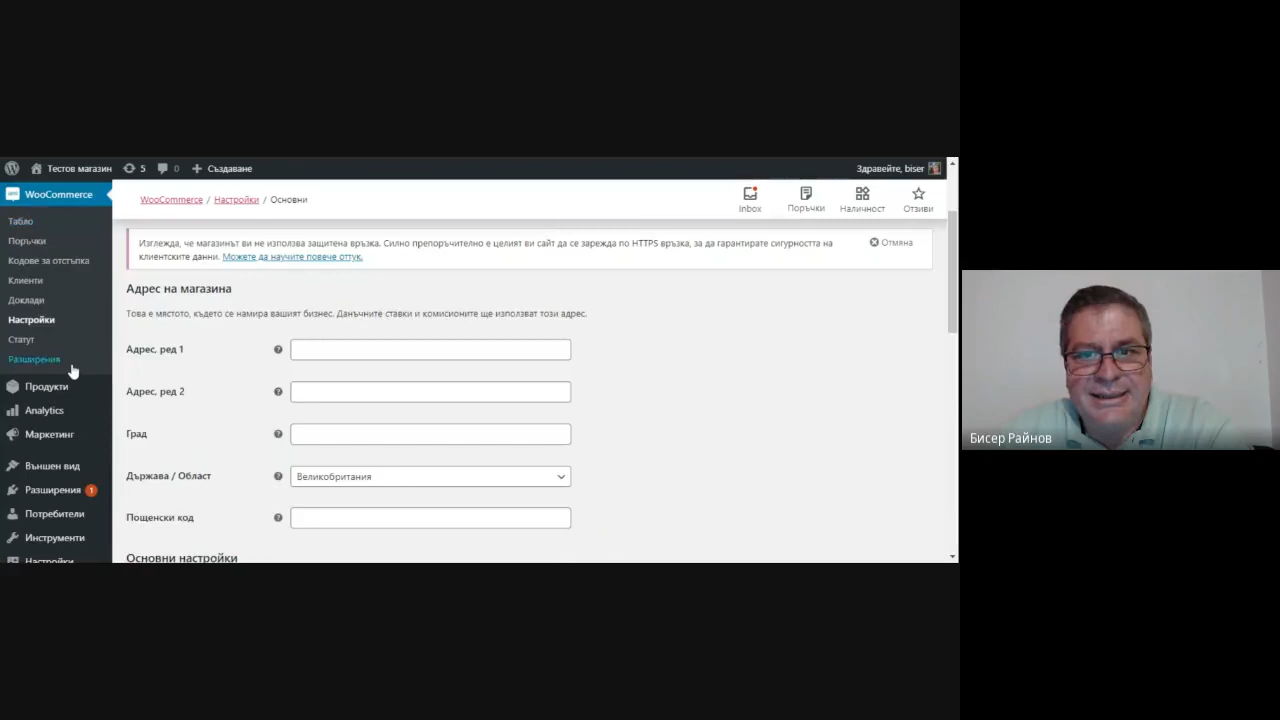 Тестов магазин
5
0
Създаване
Здравейте, biser
WooCommerce
Табло
Поръчки
Кодове за отстъпка
Клиенти
Доклади
Настройки
Статут
Разширения
Продукти
Analytics
Маркетинг
Външен вид
Разширения 1
Потребители
Инструменти
Настройки
WooCommerce / Настройки / Основни
Inbox
Поръчки
Наличност
Отзиви
Изглежда, че магазинът ви не използва защитена връзка. Силно препоръчително е целият ви сайт да се зарежда по HTTPS връзка, за да гарантирате сигурността на
клиентските данни. Можете да научите повече оттук.
Отмяна
Адрес на магазина
Това е мястото, където се намира вашият бизнес. Данъчните ставки и комисионите ще използват този адрес.
Адрес, ред 1
Адрес, ред 2
Град
Държава / Област
Великобритания
Пощенски код
Основни настройки
Бисер Райнов